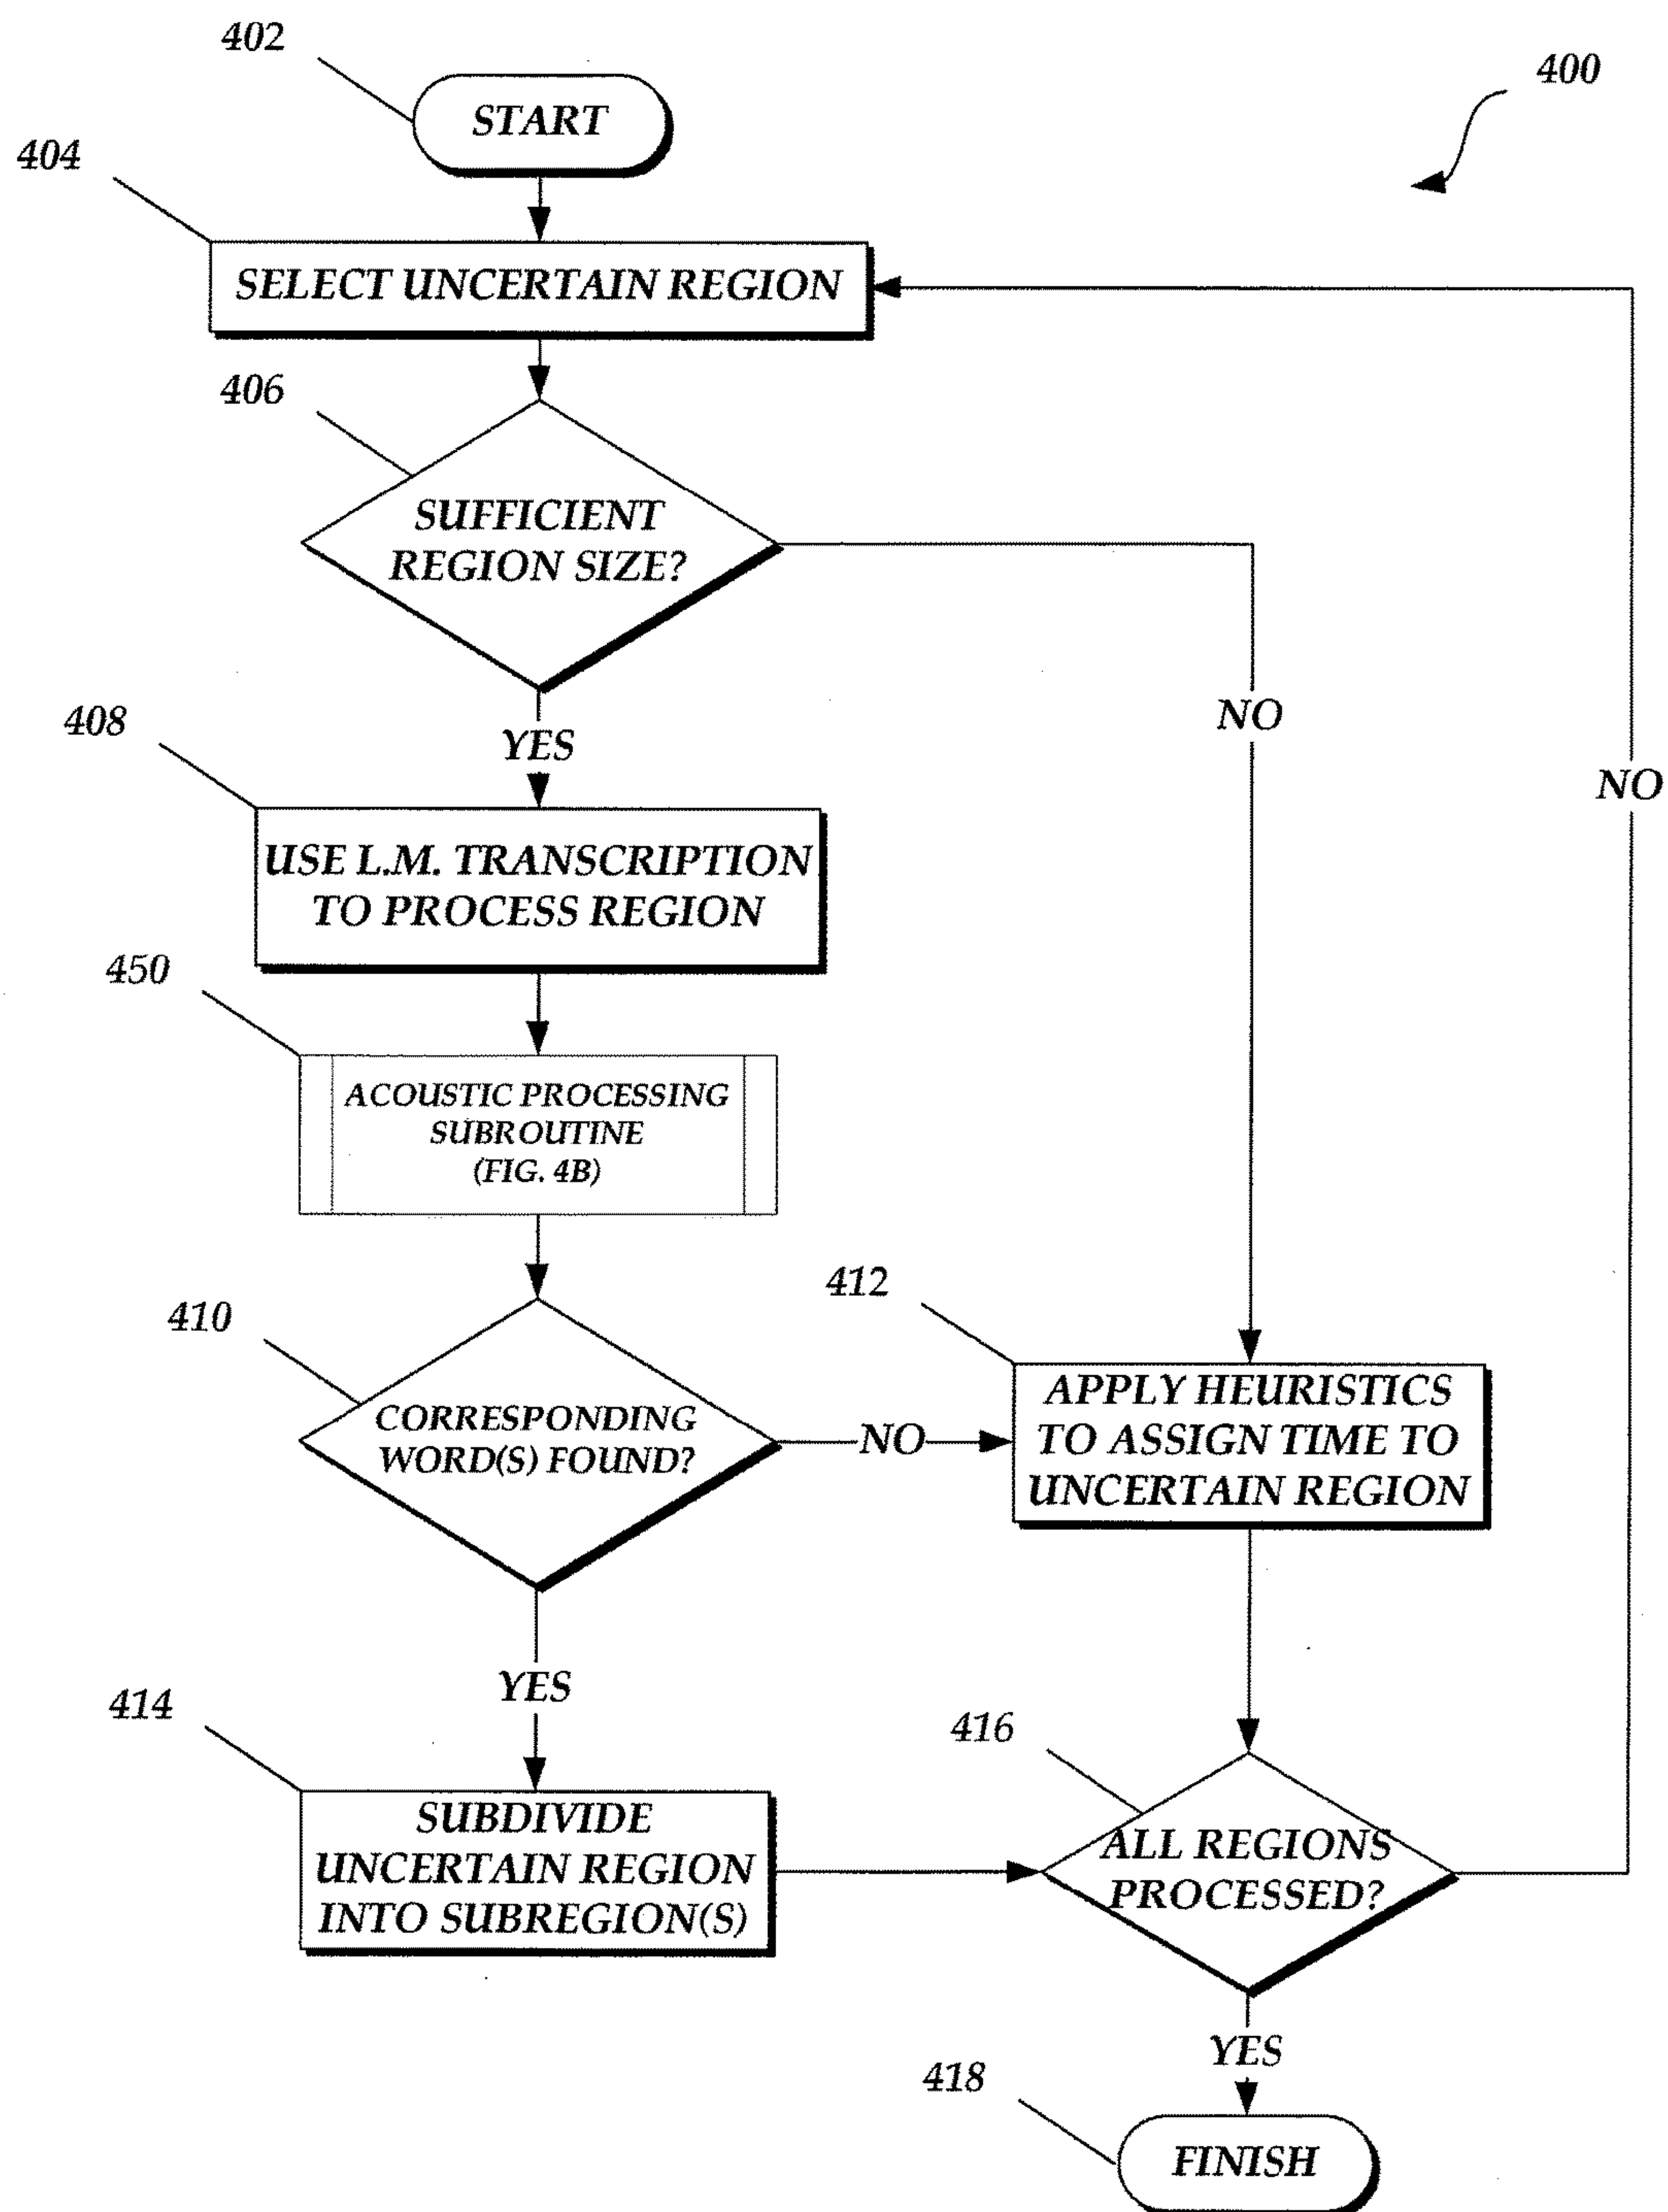 402
400
START
404
SELECT UNCERTAIN REGION
406
SUFFICIENT
REGION SIZE?
NO
408
YES
NO
USE L.M. TRANSCRIPTION
TO PROCESS REGION
450
ACOUSTIC PROCESSING
SUBROUTINE
(FIG. 4B)
412
410
APPLY HEURISTICS
TO ASSIGN TIME TO
UNCERTAIN REGION
CORRESPONDING
WORD(S) FOUND?
NO
YES
414
416
SUBDIVIDE
UNCERTAIN REGION
INTO SUBREGION(S)
ALL REGIONS
PROCESSED?
YES
418
FINISH